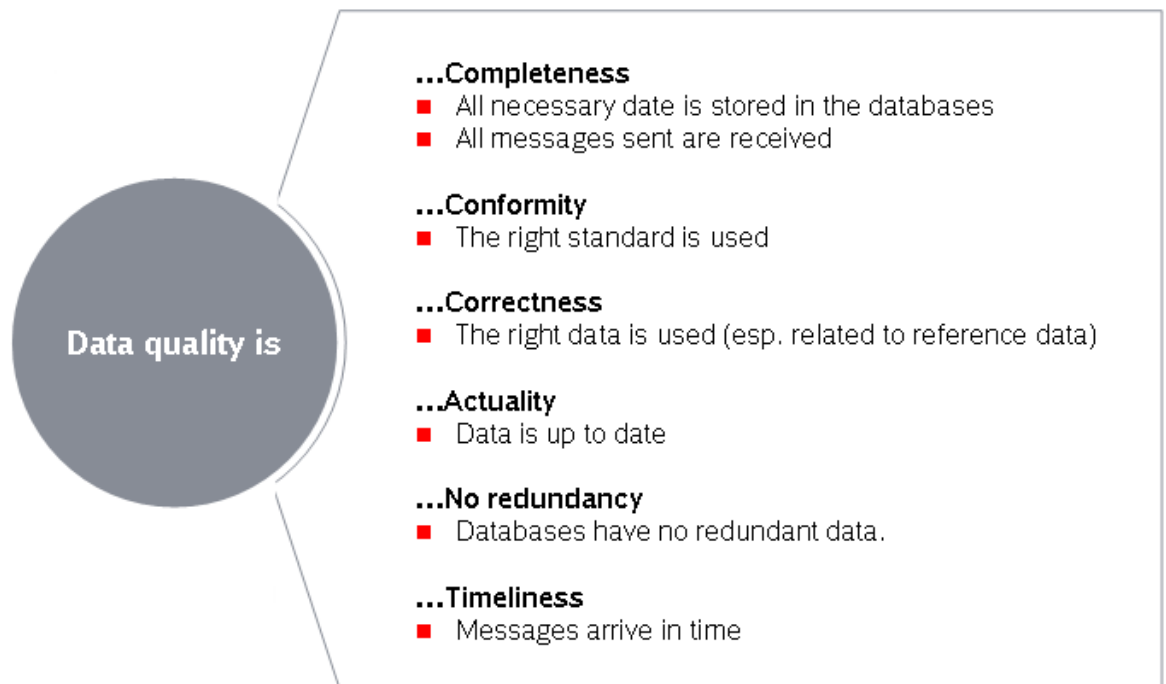 Data quality is
...Completeness
■ All necessary date is stored in the databases
■ All messages sent are received
...Conformity
■ The right standard is used
...Correctness
■ The right data is used (esp. related to reference data)
...Actuality
■ Data is up to date
...No redundancy
■ Databases have no redundant data.
...Timeliness
■ Messages arrive in time